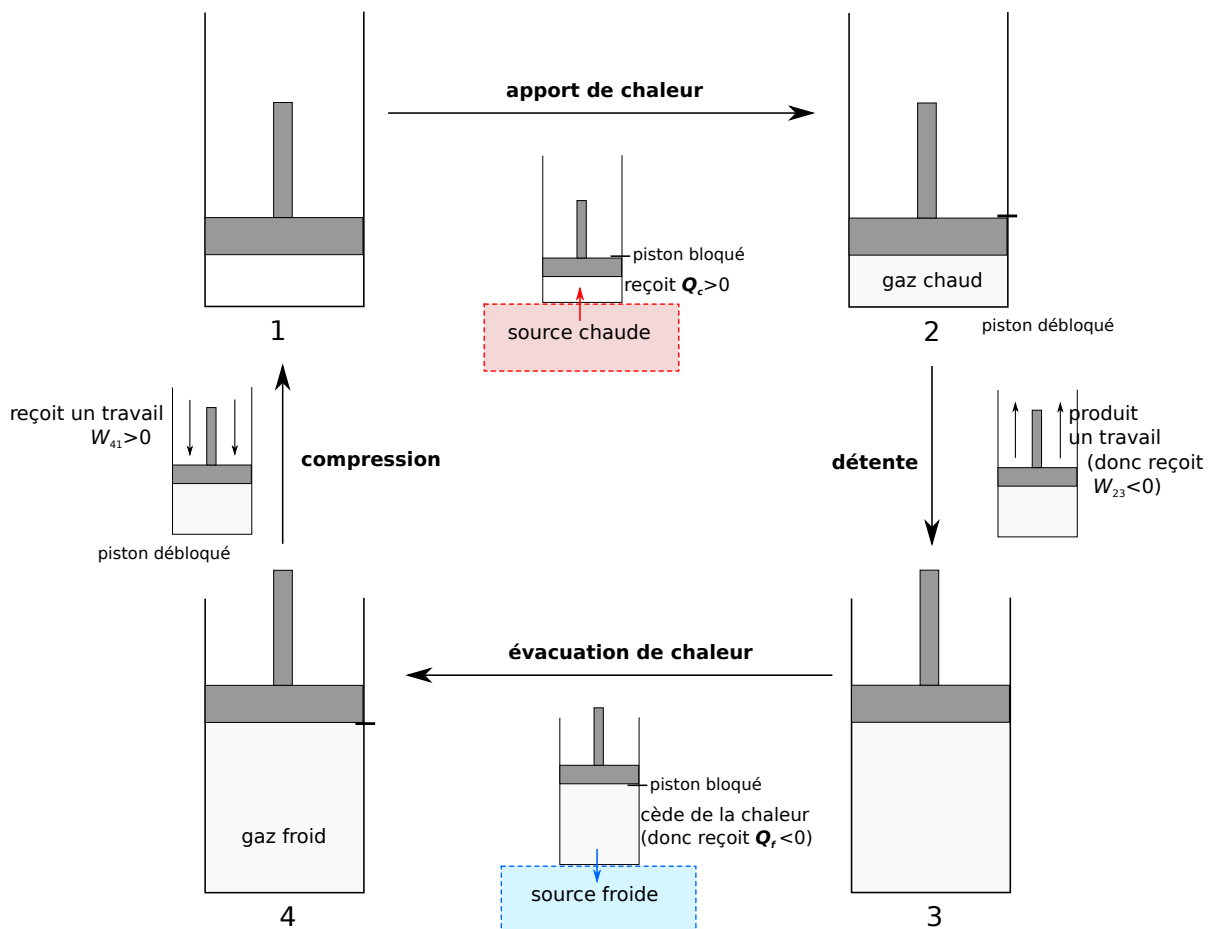 apport de chaleur
piston bloqué
reçoit Qc>0
source chaude
gaz chaud
1
2
piston débloqué
reçoit un travail
W41>0
compression
piston débloqué
détente
produit
un travail
(donc reçoit
W23<0)
évacuation de chaleur
piston bloqué
cède de la chaleur
(donc reçoit Qf<0)
source froide
gaz froid
4
3